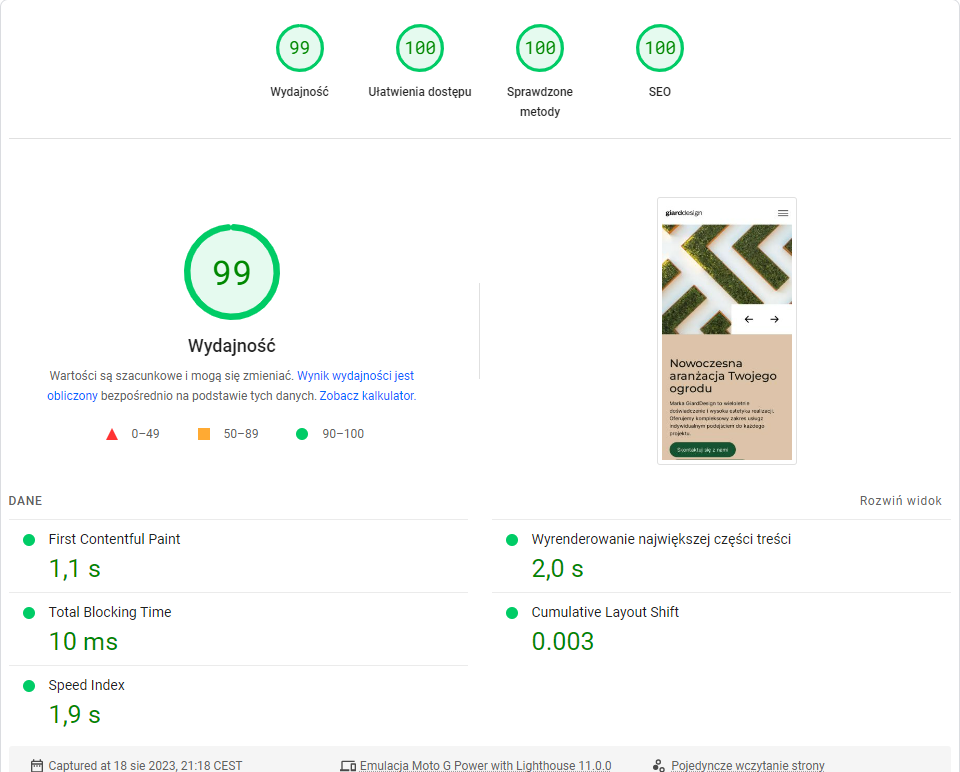 99
100
100
100
Wydajność
Ułatwienia dostępu
Sprawdzone
metody
SEO
giarddesign
99
Wydajność
Wartości są szacunkowe i mogą się zmieniać. Wynik wydajności jest
obliczony bezpośrednio na podstawie tych danych. Zobacz kalkulator.
0–49
50–89
90–100
Nowoczesna
aranżacja Twojego
ogrodu
Marka GiardDesign to wieloletnie
doświadczenie i wysoka estetyka realizacji.
Oferujemy kompleksowy zakres usług z
indywidualnym podejściem do każdego
projektu.
Skontaktuj się z nami
DANE
Rozwiń widok
First Contentful Paint
1,1 s
Wyrenderowanie największej części treści
2,0 s
Total Blocking Time
10 ms
Cumulative Layout Shift
0.003
Speed Index
1,9 s
Captured at 18 sie 2023, 21:18 CEST
Emulacja Moto G Power with Lighthouse 11.0.0
Pojedyncze wczytanie strony